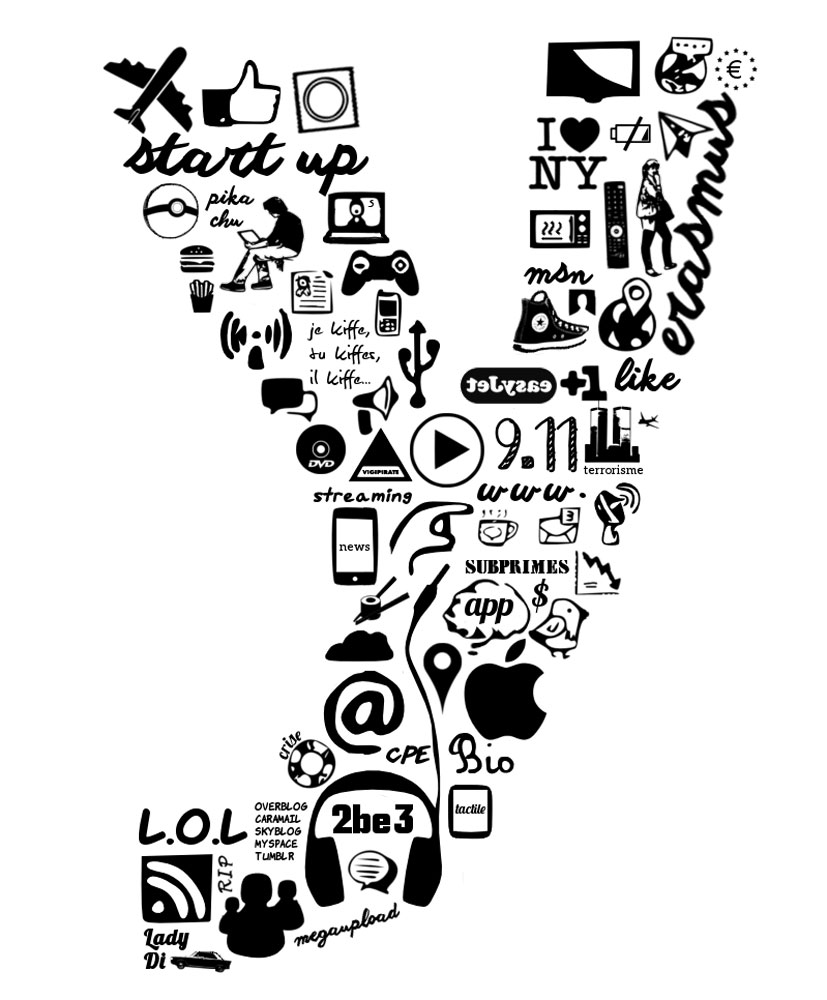 €
start up
I♥
NY
erasmus
pika
chu
5
msn
je kiffe,
tu kiffes,
il kiffe...
easyJet
+1
like
DVD
VIGIPIRATE
9.11
terrorisme
streaming
www.
news
3
SUBPRIMES
app
$
@
crise
CPE
Bio
L.O.L
OVERBLOG
CARAMAIL
SKYBLOG
MYSPACE
TUMBLR
2be3
tactile
RIP
Lady
Di
megaupload